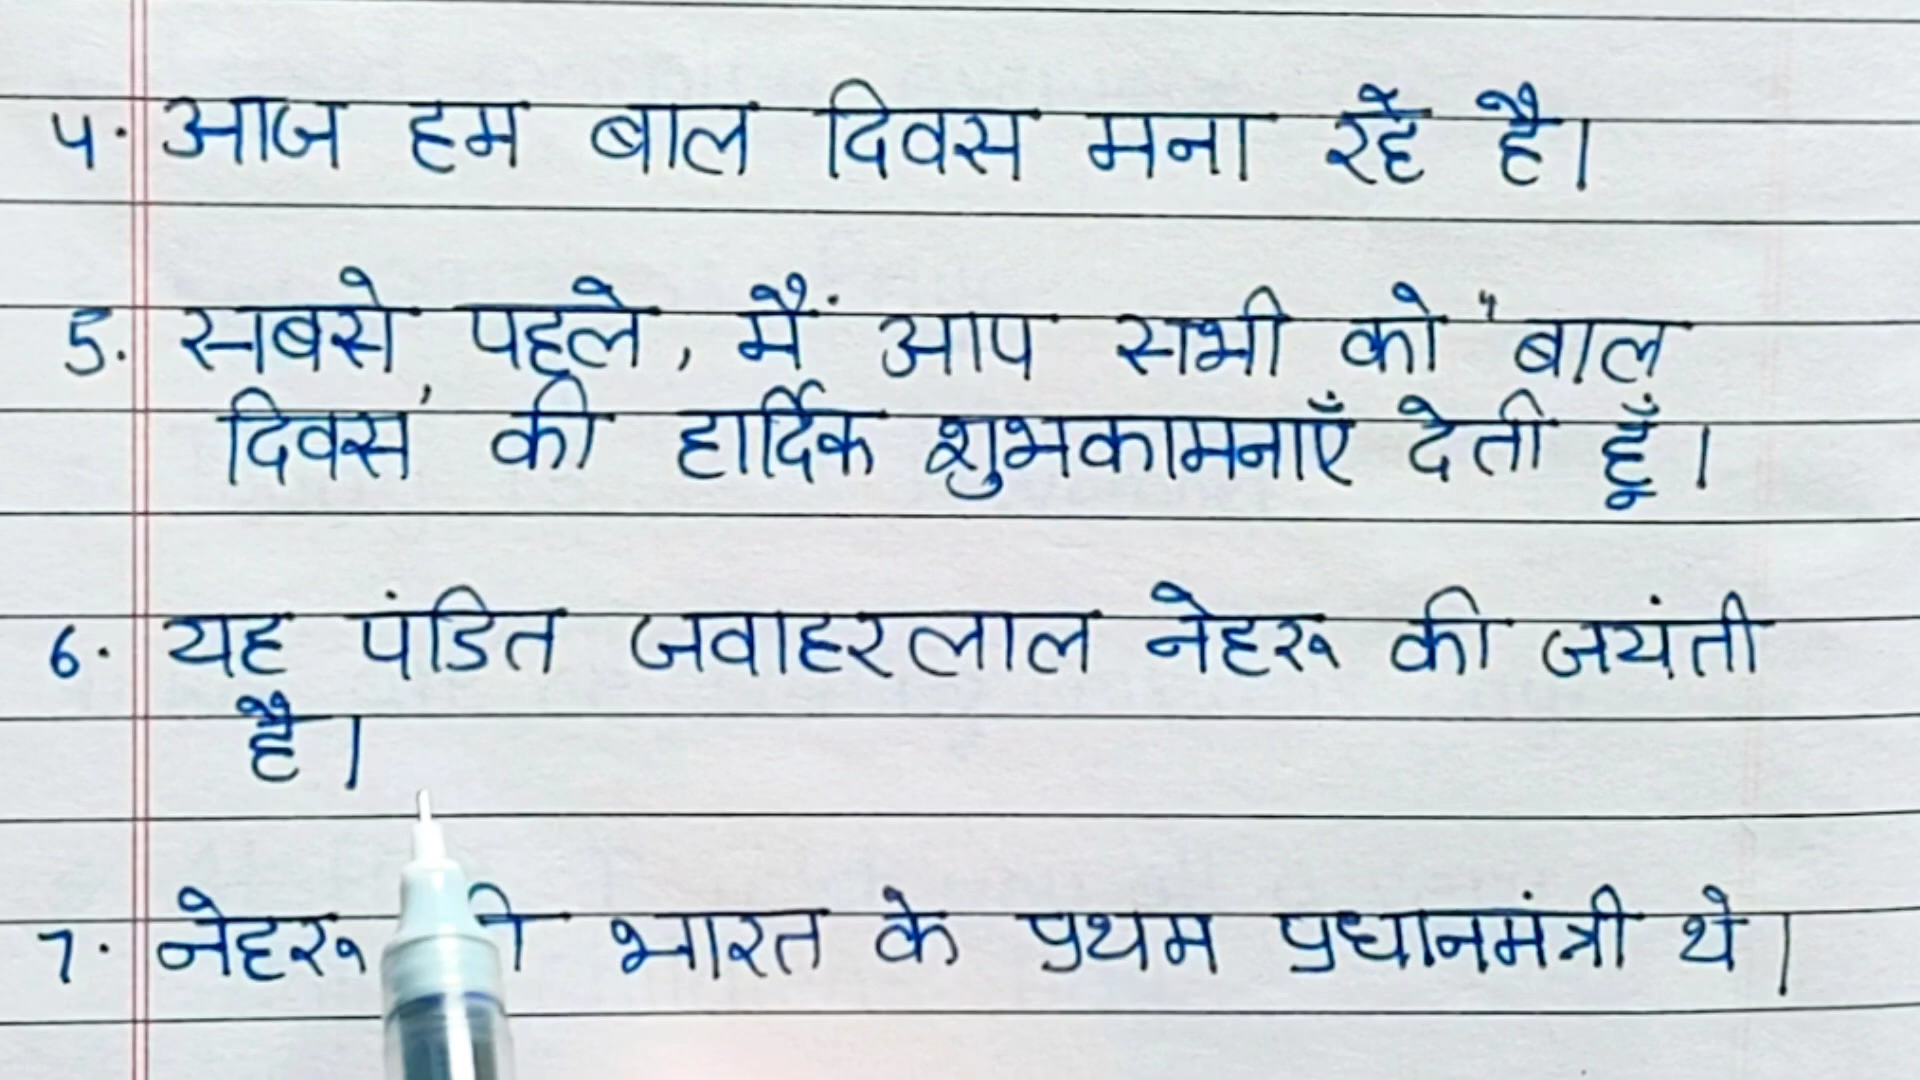 4. आज हम बाल दिवस मना रहे है।
5. सबसे पहले, मैं आप सभी को "बाल
दिवस' की हार्दिक शुभकामनाएँ देती हूँ।
6. यह पंडित जवाहरलाल नेहरू की जयंती
है।
7. नेहरू भारत के प्रथम प्रधानमंत्री थे।